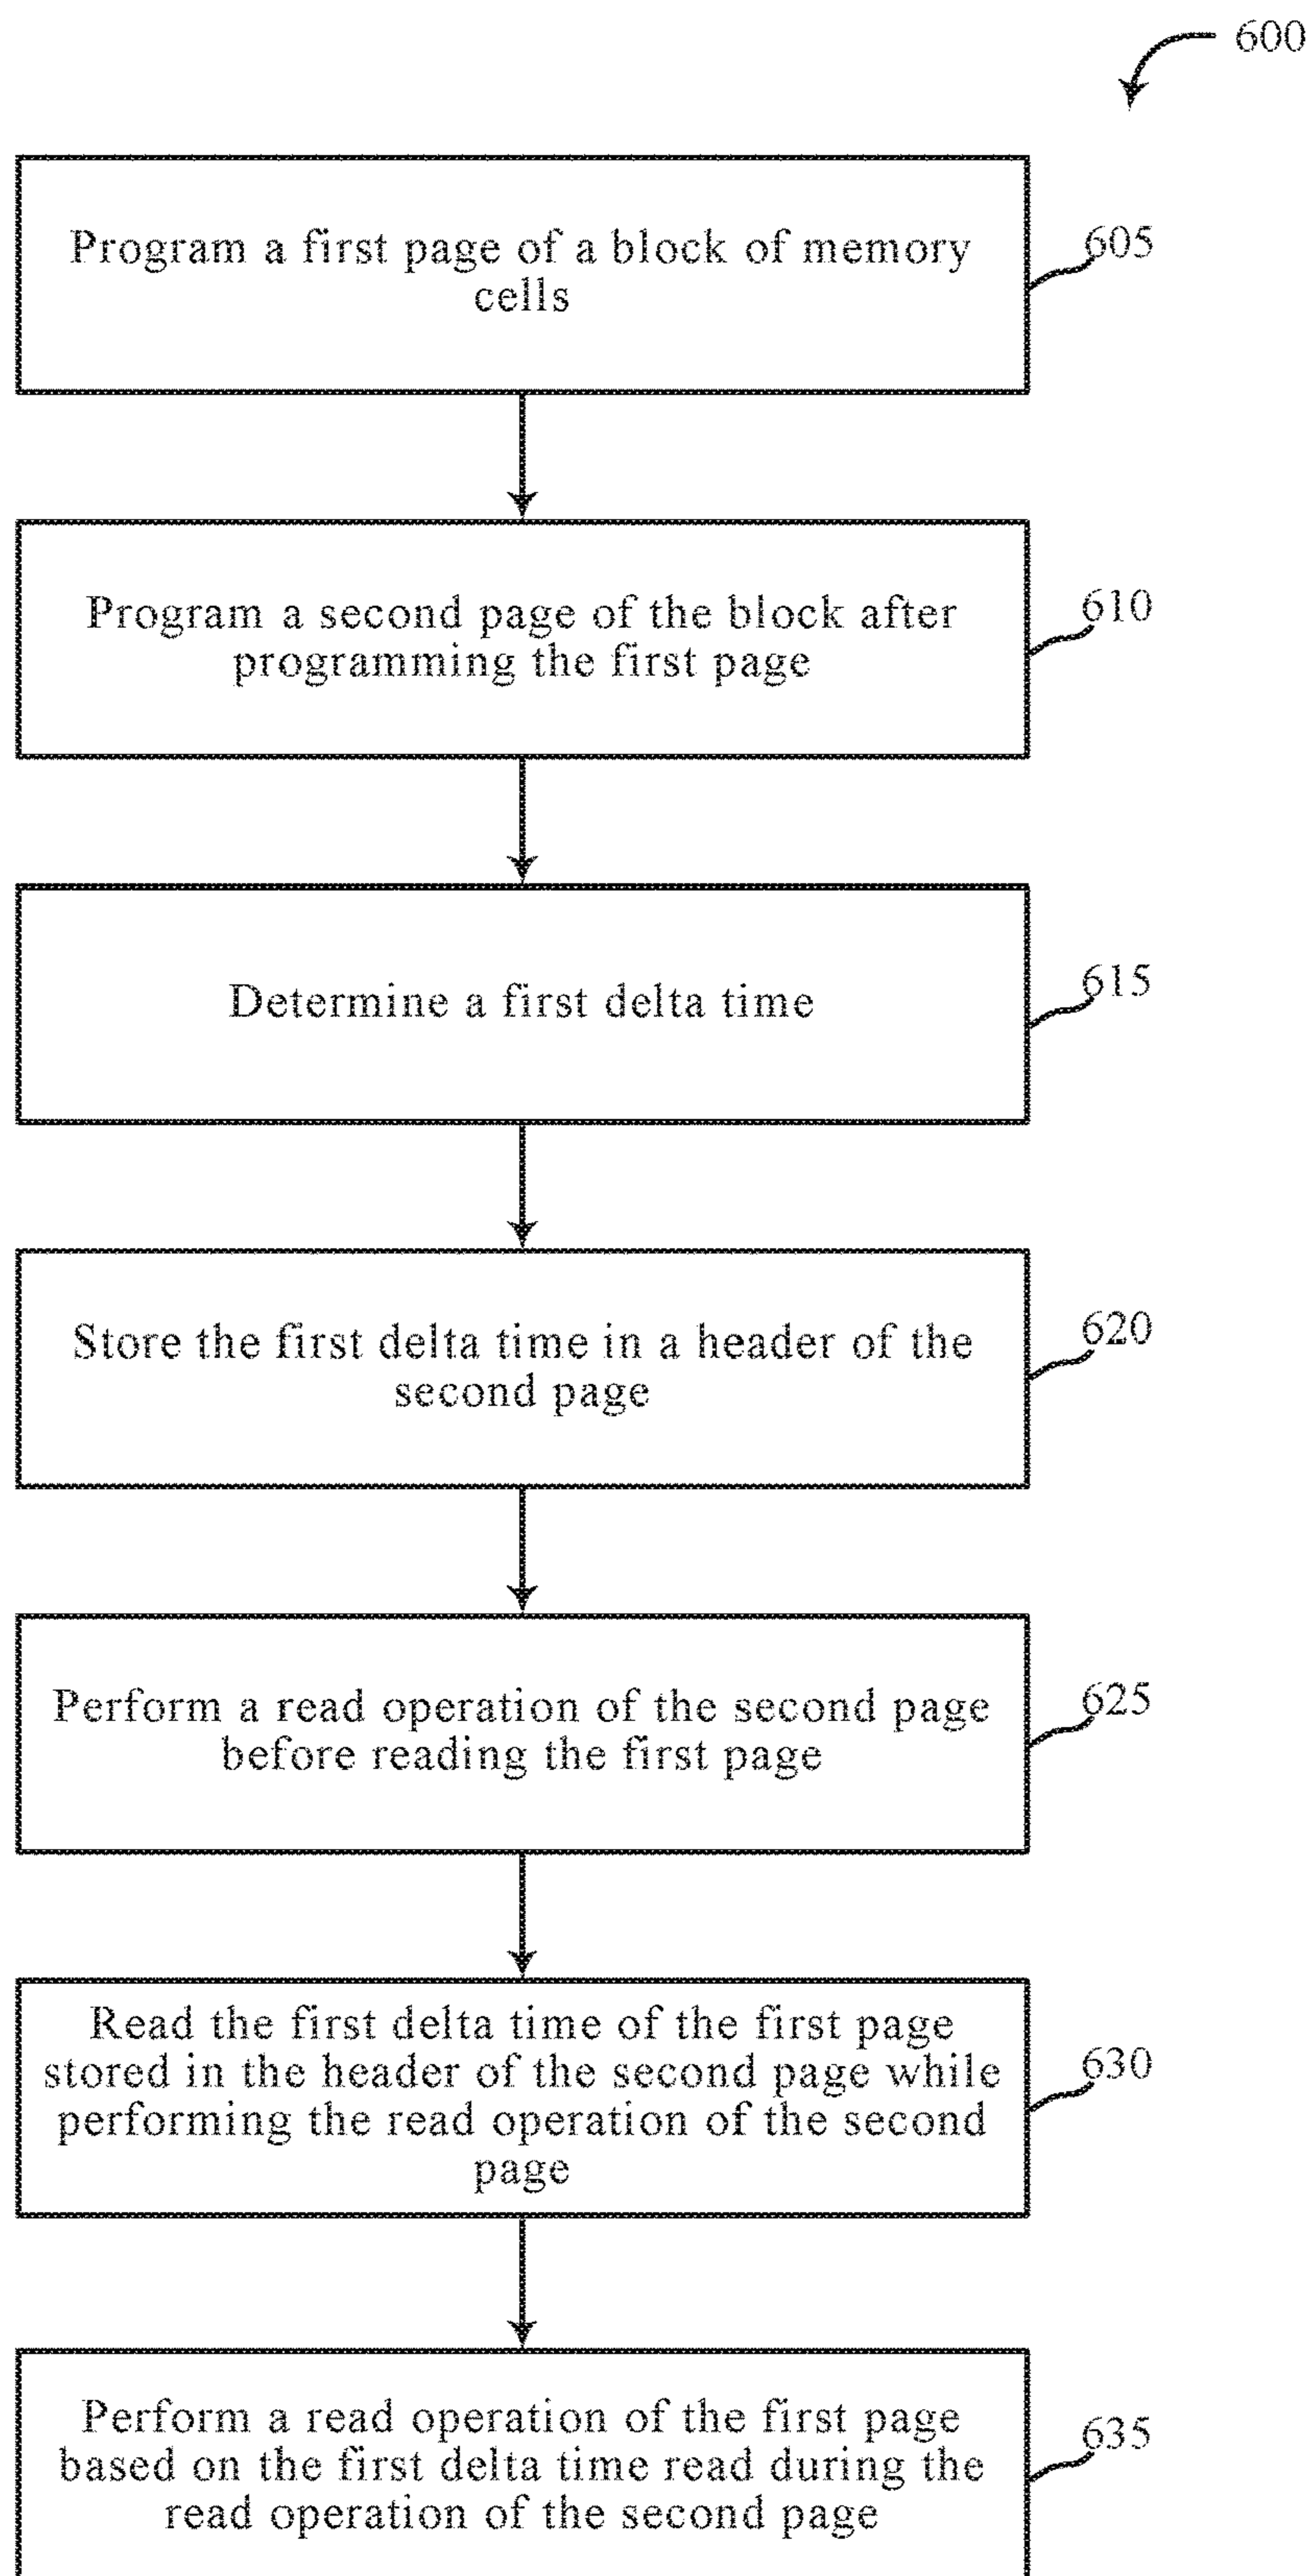 600
Program a first page of a block of memory
cells
605
Program a second page of the block after
programming the first page
610
Determine a first delta time
615
Store the first delta time in a header of the
second page
620
Perform a read operation of the second page
before reading the first page
625
Read the first delta time of the first page
stored in the header of the second page while
performing the read operation of the second
page
630
Perform a read operation of the first page
based on the first delta time read during the
read operation of the second page
635